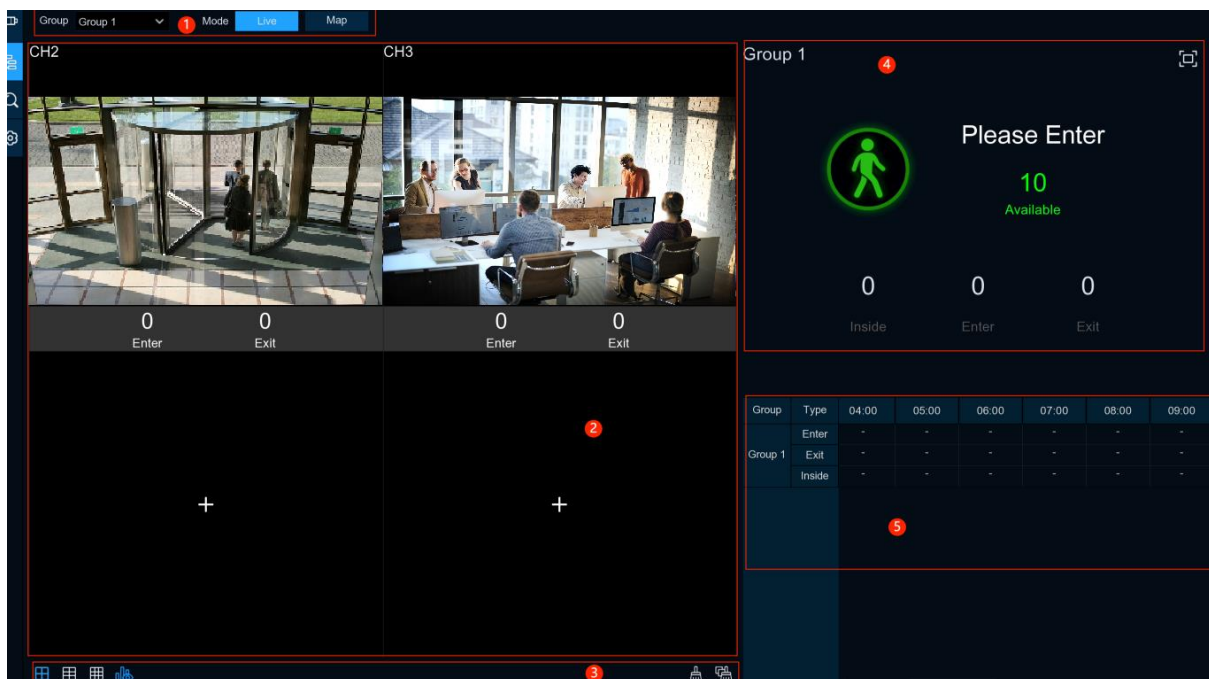 Group Group 1 1 Mode Live Map
CH2
CH3
0 0
Enter Exit
0 0
Enter Exit
2
+ +
3
Group 1 4
Please Enter
10
Available
0 0 0
Inside Enter Exit
Group Type 04:00 05:00 06:00 07:00 08:00 09:00
Enter - - - - - -
Group 1 Exit - - - - - -
Inside - - - - - -
5